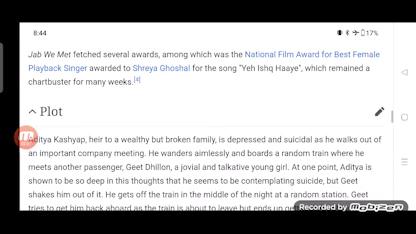 8:44
17%
Jab We Met fetched several awards, among which was the National Film Award for Best Female
Playback Singer awarded to Shreya Ghoshal for the song "Yeh Ishq Haaye", which remained a
chartbuster for many weeks.[4]
Plot
Aditya Kashyap, heir to a wealthy but broken family, is depressed and suicidal as he walks out of
an important company meeting. He wanders aimlessly and boards a random train where he
meets another passenger, Geet Dhillon, a jovial and talkative young girl. At one point, Aditya is
shown to be so deep in this thoughts that he seems to be contemplating suicide, but Geet
shakes him out of it. He gets off the train in the middle of the night at a random station. Geet
tries to get him back aboard as the train is about to leave but ends up
Recorded by Mobizen